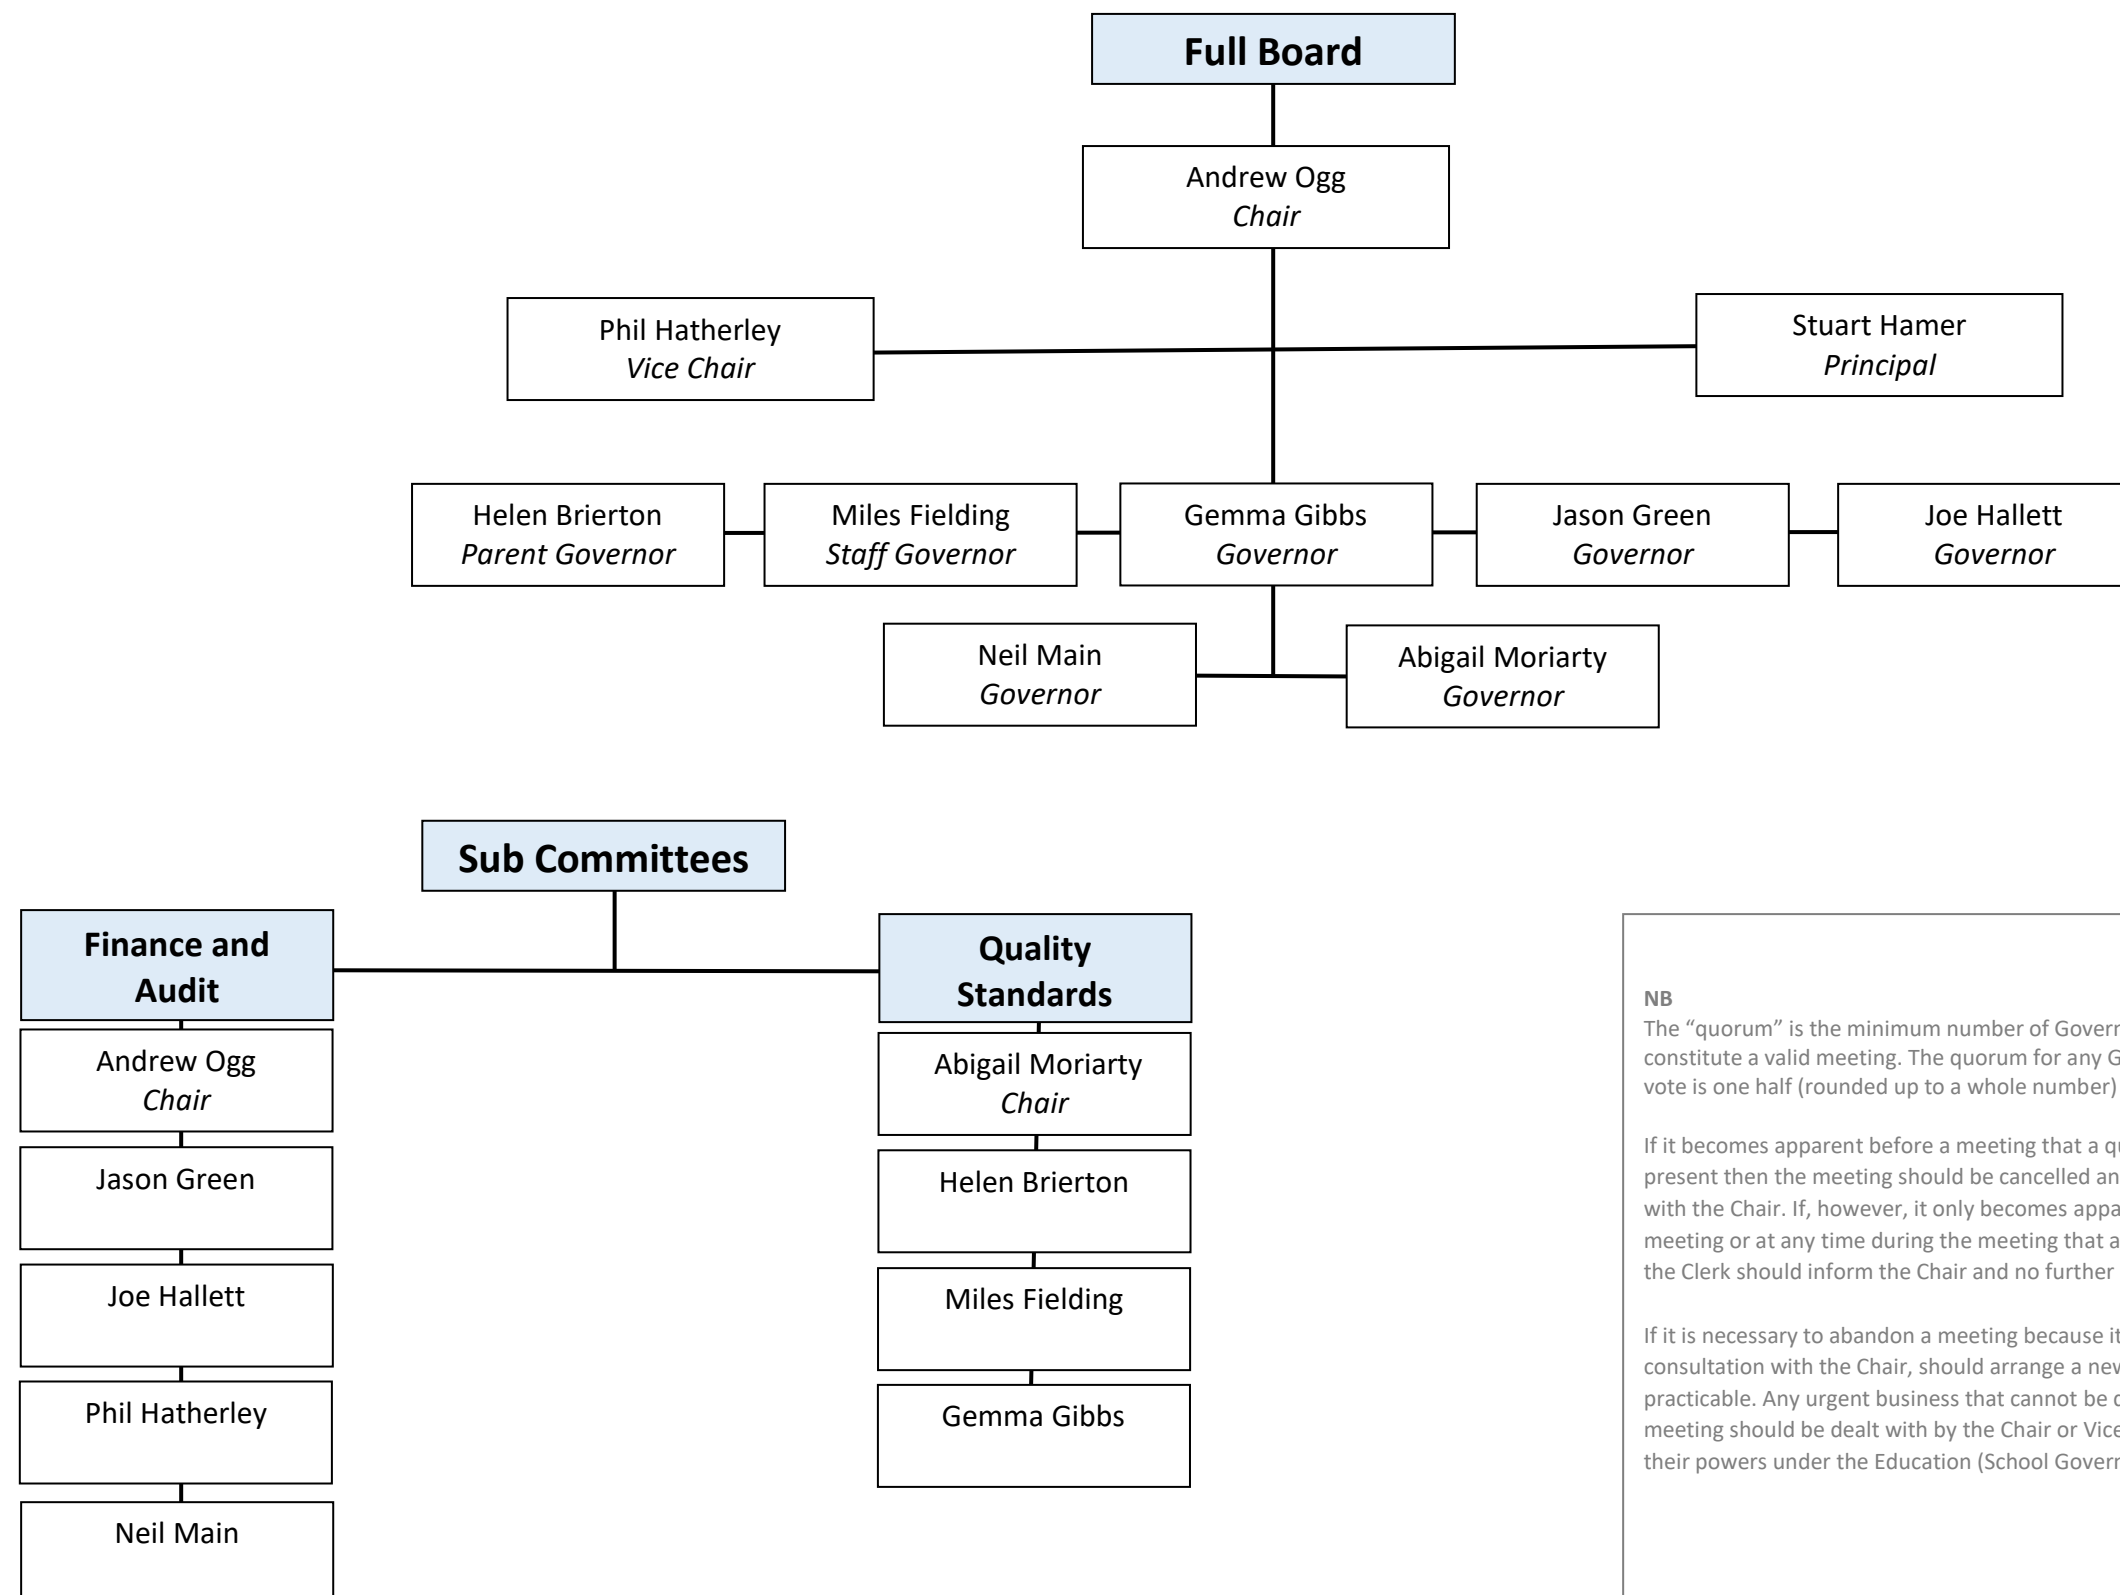 Full Board
Andrew Ogg
Chair
Phil Hatherley
Vice Chair
Stuart Hamer
Principal
Helen Brierton
Parent Governor
Miles Fielding
Staff Governor
Gemma Gibbs
Governor
Jason Green
Governor
Joe Hallett
Governor
Neil Main
Governor
Abigail Moriarty
Governor
Sub Committees
Finance and
Audit
Andrew Ogg
Chair
Jason Green
Joe Hallett
Phil Hatherley
Neil Main
Quality
Standards
Abigail Moriarty
Chair
Helen Brierton
Miles Fielding
Gemma Gibbs
NB
The “quorum” is the minimum number of
constitute a valid meeting. The quorum for any
vote is one half (rounded up to a whole number)
If it becomes apparent before a meeting that a
present then the meeting should be cancelled
with the Chair. If, however, it only becomes
meeting or at any time during the meeting that a
the Clerk should inform the Chair and no further
If it is necessary to abandon a meeting because
consultation with the Chair, should arrange a
practicable. Any urgent business that cannot be
meeting should be dealt with by the Chair or Vice
their powers under the Education (School